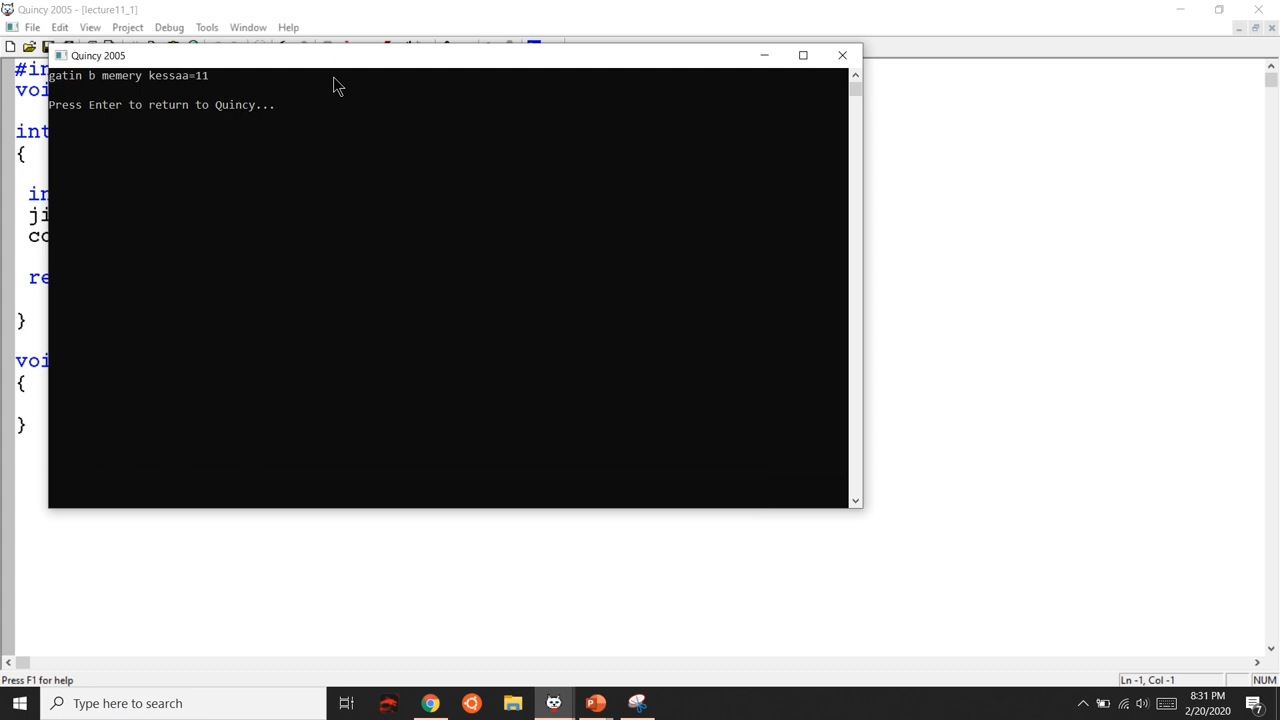 Quincy 2005 - [lecture11_1]
File Edit View Project Debug Tools Window Help
Quincy 2005
gatin b memery kessaa=11
Press Enter to return to Quincy...
#in
voi
int
{
in
ji
co
re
}
voi
{
}
Press F1 for help
Ln -1, Col -1
NUM
Type here to search
8:31 PM
2/20/2020
7